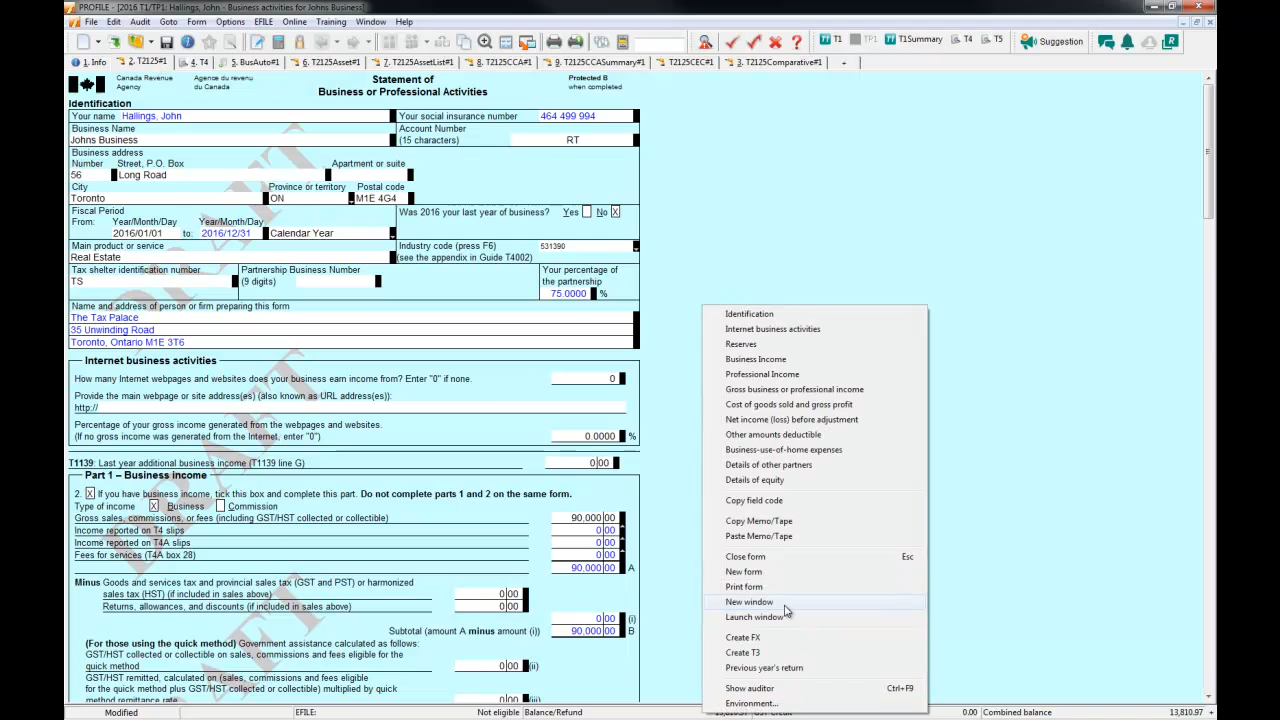 PROFILE - [2016 T1/TP1: Hallings, John - Business activities for Johns Business]
File Edit Audit Goto Form Options EFILE Online Training Window Help
T1 TP1 T1Summary T4 T5 Suggestion
1. Info 2. T2125#1 4. T4 5. BusAuto#1 6. T2125Asset#1 7. T2125AssetList#1 8. T2125CCA#1 9. T2125CCASummary#1 T2125CEC#1 3. T2125Comparative#1 +
Canada Revenue Agence du revenu Statement of Protected B
Agency du Canada Business or Professional Activities when completed
Identification
Your name Hallings, John Your social insurance number 464 499 994
Business Name Account Number
Johns Business (15 characters) RT
Business address
Number Street, P.O. Box Apartment or suite
56 Long Road
City Province or territory Postal code
Toronto ON M1E 4G4
Fiscal Period Year/Month/Day Year/Month/Day Was 2016 your last year of business? Yes No X
From: 2016/01/01 to: 2016/12/31 Calendar Year
Main product or service Industry code (press F6) 531390
Real Estate (see the appendix in Guide T4002)
Tax shelter identification number Partnership Business Number Your percentage of
TS (9 digits) the partnership
75.0000 %
Name and address of person or firm preparing this form
The Tax Palace
35 Unwinding Road
Toronto, Ontario M1E 3T6
Internet business activities
How many Internet webpages and websites does your business earn income from? Enter "0" if none. 0
Provide the main webpage or site address(es) (also known as URL address(es)):
http://
Percentage of your gross income generated from the webpages and websites.
(If no gross income was generated from the Internet, enter "0") 0.0000 %
T1139: Last year additional business income (T1139 line G) 0 00
Part 1 – Business income
2. X If you have business income, tick this box and complete this part. Do not complete parts 1 and 2 on the same form.
Type of income X Business Commission
Gross sales, commissions, or fees (including GST/HST collected or collectible) 90,000 00
Income reported on T4 slips 0 00
Income reported on T4A slips 0 00
Fees for services (T4A box 28) 0 00
90,000 00 A
Minus Goods and services tax and provincial sales tax (GST and PST) or harmonized
sales tax (HST) (if included in sales above) 0 00
Returns, allowances, and discounts (if included in sales above) 0 00
0 00 (i)
Subtotal (amount A minus amount (i)) 90,000 00 B
(For those using the quick method) Government assistance calculated as follows:
GST/HST collected or collectible on sales, commissions and fees eligible for the
quick method 0 00 (ii)
GST/HST remitted, calculated on (sales, commissions and fees eligible
for the quick method plus GST/HST collected or collectible) multiplied by quick
method remittance rate 0 00 (iii)
DRAFT
DRAFT
DRAFT
Identification
Internet business activities
Reserves
Business Income
Professional Income
Gross business or professional income
Cost of goods sold and gross profit
Net income (loss) before adjustment
Other amounts deductible
Business-use-of-home expenses
Details of other partners
Details of equity
Copy field code
Copy Memo/Tape
Paste Memo/Tape
Close form Esc
New form
Print form
New window
Launch window
Create FX
Create T3
Previous year's return
Show auditor Ctrl+F9
Environment...
Modified EFILE: Not eligible Balance/Refund 0.00 Combined balance 13,810.97